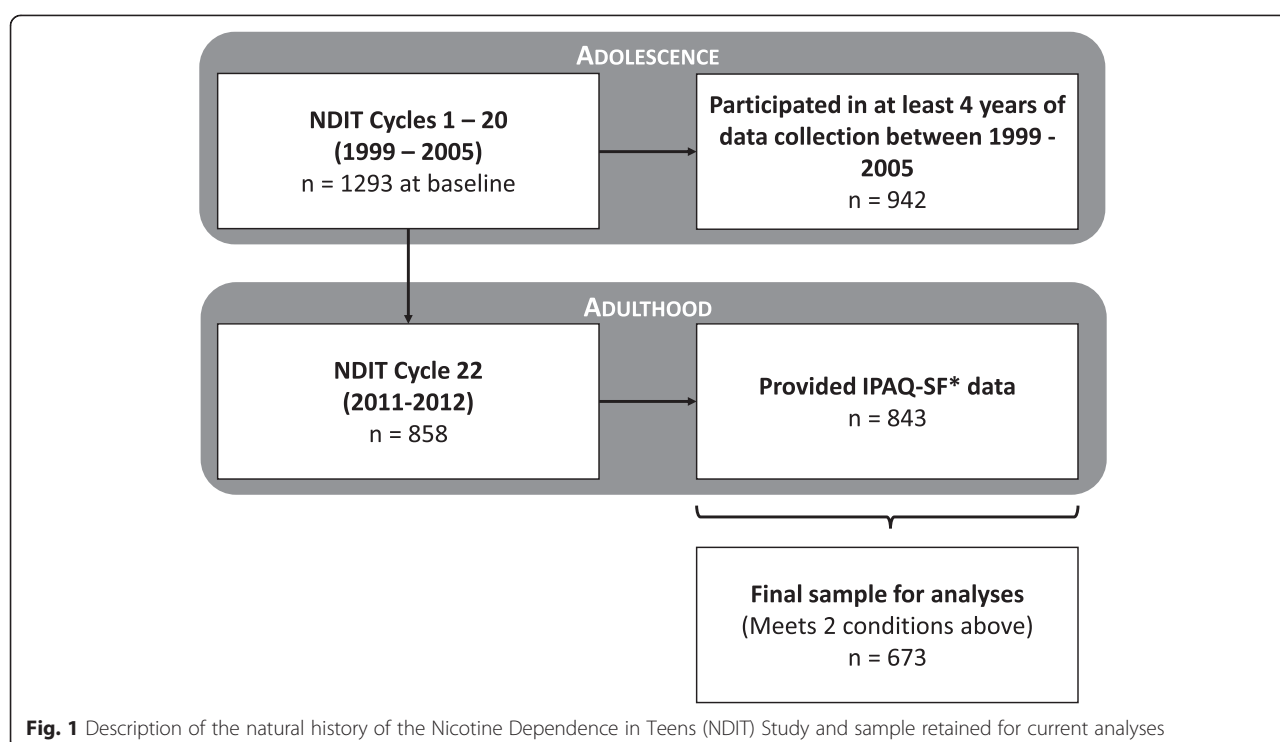 ADOLESCENCE
NDIT Cycles 1 – 20
(1999 – 2005)
n = 1293 at baseline
Participated in at least 4 years of
data collection between 1999 -
2005
n = 942
ADULTHOOD
NDIT Cycle 22
(2011-2012)
n = 858
Provided IPAQ-SF* data
n = 843
Final sample for analyses
(Meets 2 conditions above)
n = 673
Fig. 1 Description of the natural history of the Nicotine Dependence in Teens (NDIT) Study and sample retained for current analyses